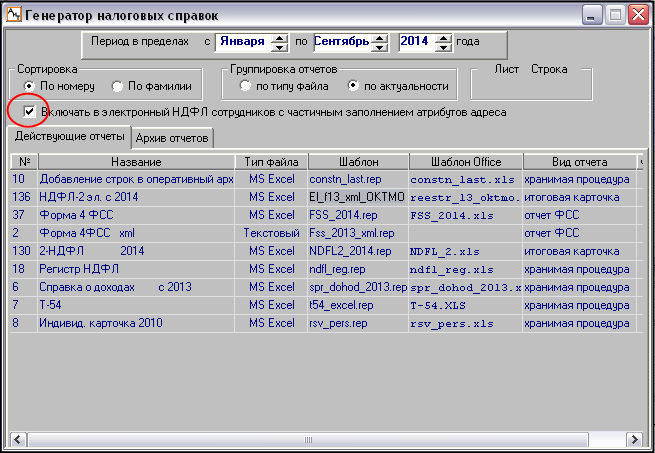 Генератор налоговых справок
Период в пределах с Января по Сентябрь 2014 года
Сортировка Группировка отчетов Лист Строка
По номеру По фамилии по типу файла по актуальности
Включать в электронный НДФЛ сотрудников с частичным заполнением атрибутов адреса
Действующие отчеты Архив отчетов
№ Название Тип файла Шаблон Шаблон Office Вид отчета
10 Добавление строк в оперативный арх MS Excel constn_last.rep constn_last.xls хранимая процедура
136 НДФЛ-2 эл. с 2014 MS Excel El_f13_xml_OKTMO reestr_13_oktmo. итоговая карточка
37 Форма 4 ФСС MS Excel FSS_2014.rep FSS_2014.xls отчет ФСС
2 Форма 4ФСС xml Текстовый Fss_2013_xml.rep отчет ФСС
130 2-НДФЛ 2014 MS Excel NDFL2_2014.rep NDFL_2.xls итоговая карточка
18 Регистр НДФЛ MS Excel ndfl_reg.rep ndfl_reg.xls хранимая процедура
6 Справка о доходах с 2013 MS Excel spr_dohod_2013.rep spr_dohod_2013.x хранимая процедура
7 Т-54 MS Excel t54_excel.rep T-54.XLS хранимая процедура
8 Индивид. карточка 2010 MS Excel rsv_pers.rep rsv_pers.xls хранимая процедура